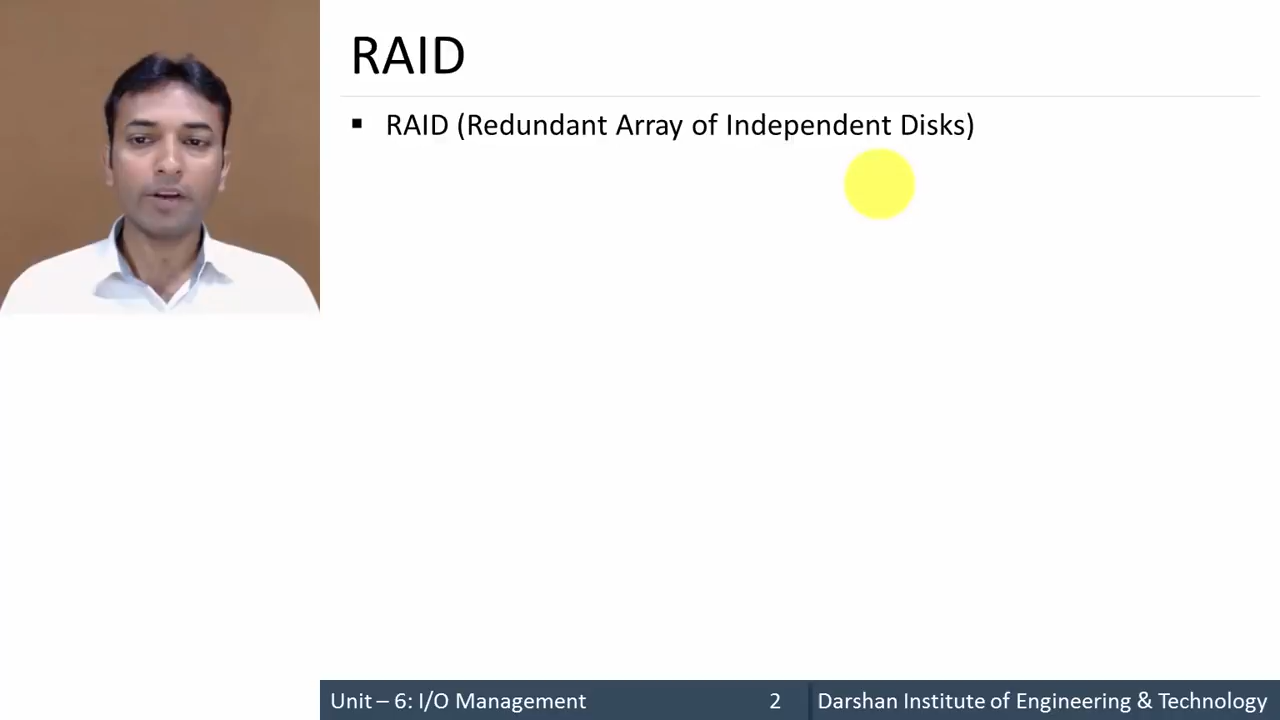 RAID
▪ RAID (Redundant Array of Independent Disks)
Unit – 6: I/O Management 2 Darshan Institute of Engineering & Technology